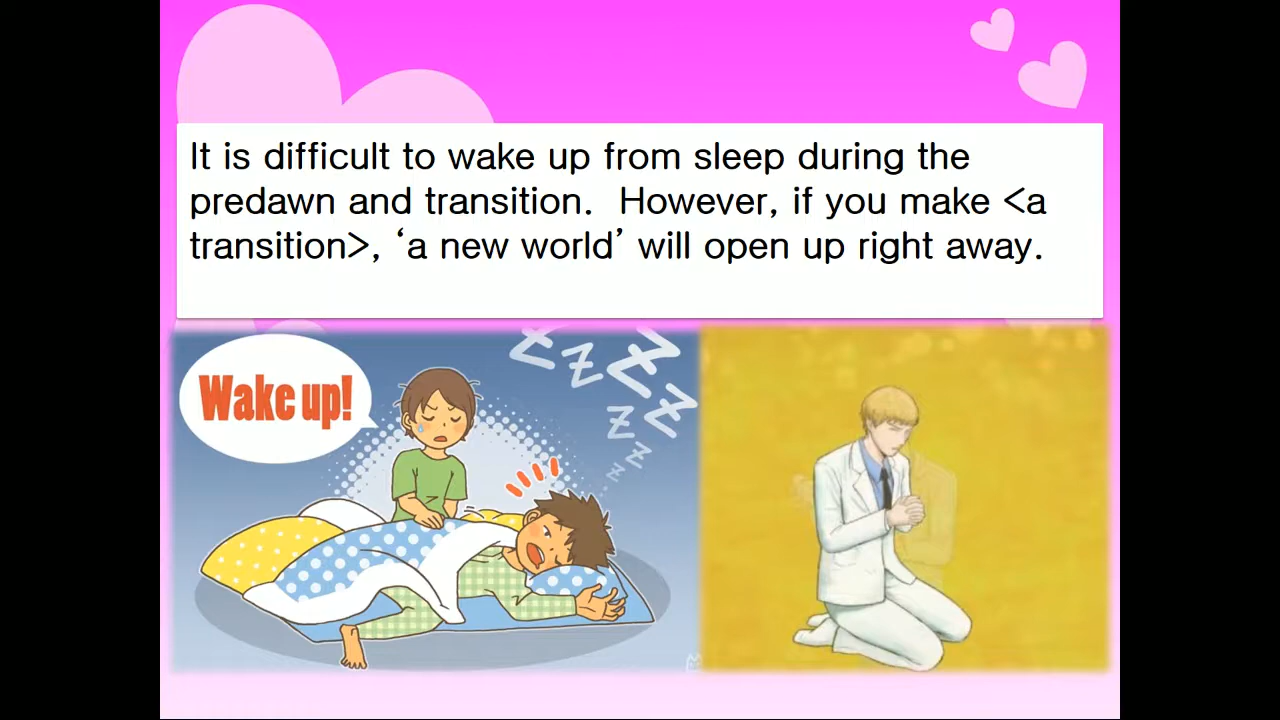 It is difficult to wake up from sleep during the
predawn and transition.  However, if you make <a
transition>, ‘a new world’ will open up right away.
Wake up!
Z Z Z Z Z Z Z